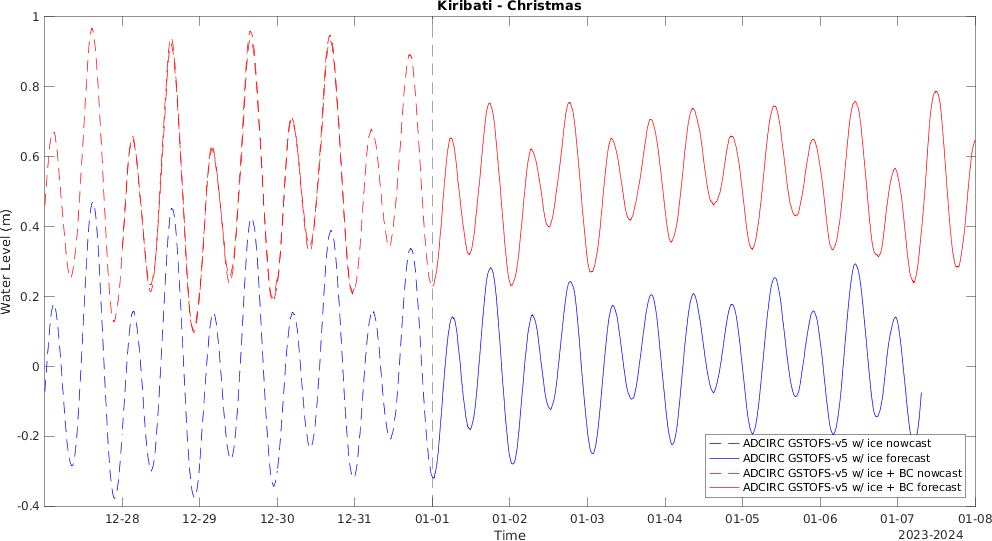 Kiribati - Christmas
1
0.8
0.6
0.4
0.2
0
-0.2
-0.4
Water Level (m)
12-28 12-29 12-30 12-31 01-01 01-02 01-03 01-04 01-05 01-06 01-07 01-08
Time
2023-2024
ADCIRC GSTOFS-v5 w/ ice nowcast
ADCIRC GSTOFS-v5 w/ ice forecast
ADCIRC GSTOFS-v5 w/ ice + BC nowcast
ADCIRC GSTOFS-v5 w/ ice + BC forecast